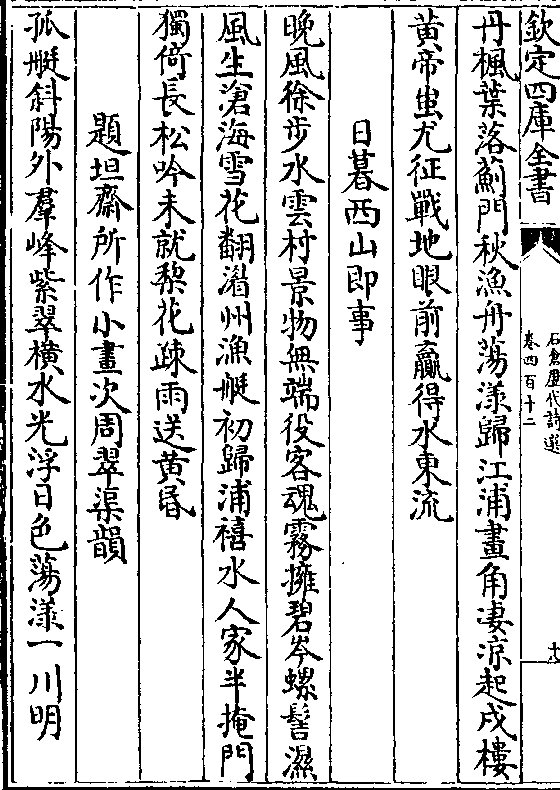 欽定四庫全書
石倉歴代詩選
卷四百十二
丹楓葉落薊門秋漁舟蕩漾歸江浦畫角凄涼起戍樓
黄帝蚩尤征戰地眼前贏得水東流
日暮西山即事
晚風徐步水雲村景物無端役客魂霧擁碧岑螺髻濕
風生滄海雪花翻潞州漁艇初歸浦禧水人家半掩門
獨倚長松吟未就黎花疎雨送黄昏
題坦齋所作小畫次周翠渠韻
孤艇斜陽外羣峰紫翠横水光浮日色蕩漾一川明